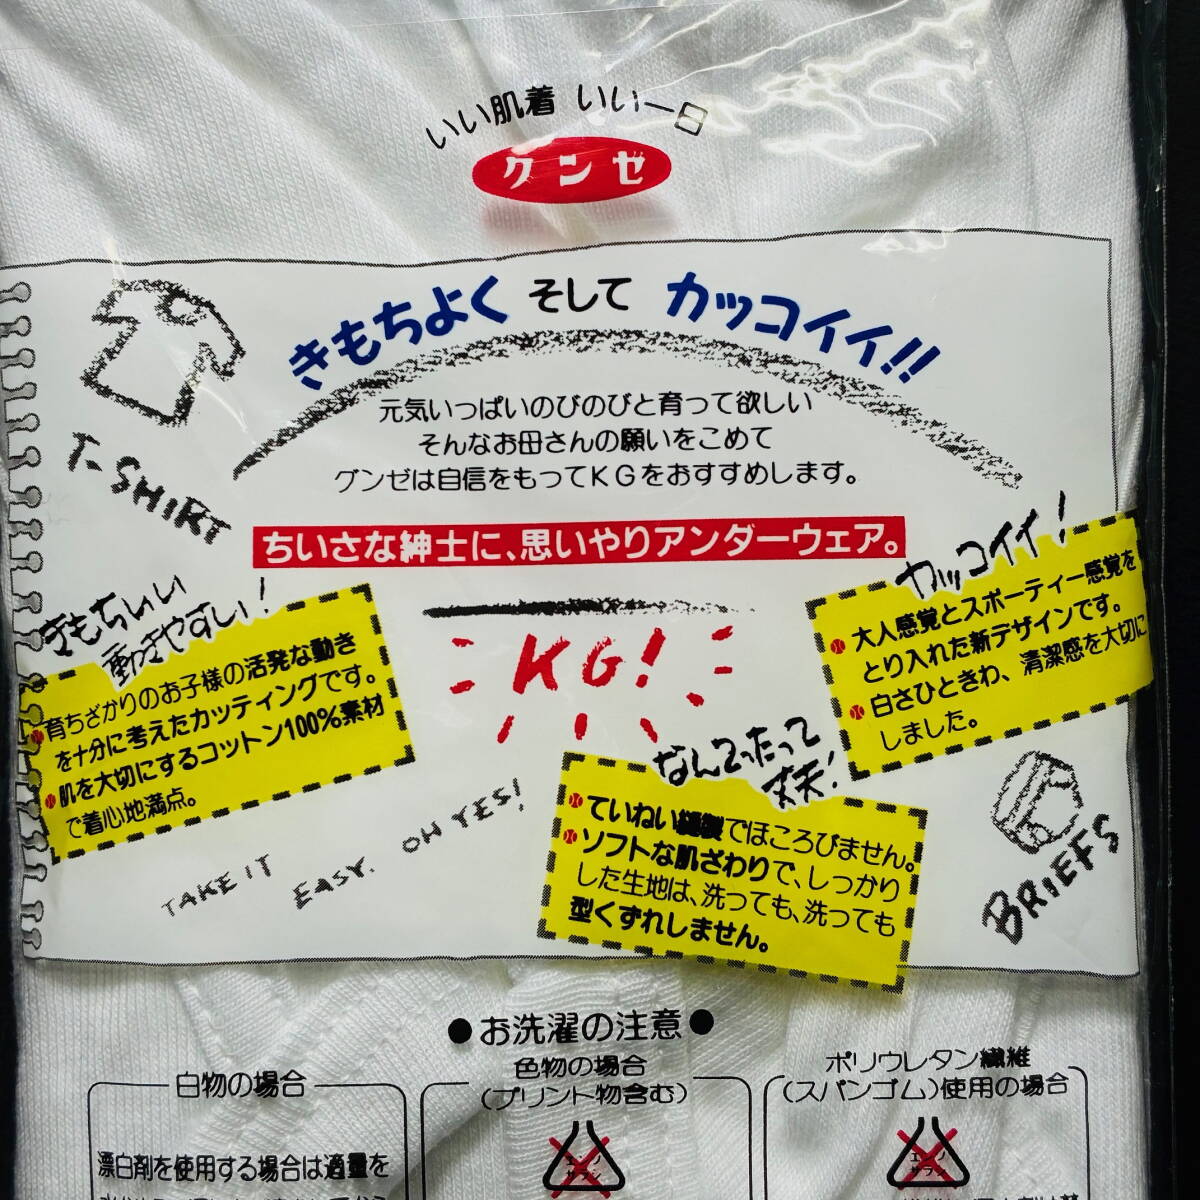 いい肌着 いい一日
グンゼ
きもちよく そして カッコイイ!!
元気いっぱいのびのびと育って欲しい
そんなお母さんの願いをこめて
グンゼは自信をもってKGをおすすめします。
T-SHIRT
ちいさな紳士に、思いやりアンダーウェア。
カッコイイ!
大人感覚とスポーティー感覚を
とり入れた新デザインです。
白さひときわ、清潔感を大切に
しました。
きもちいい
動きやすい!
育ちざかりのお子様の活発な動き
を十分に考えたカッティングです。
肌を大切にするコットン100%素材
で着心地満点。
KG!
なんてったって
丈夫!
ていねい縫製でほころびません。
ソフトな肌ざわりで、しっかり
した生地は、洗っても、洗っても
型くずれしません。
TAKE IT
EASY. OH YES!
BRIEFS
●お洗濯の注意●
白物の場合
漂白剤を使用する場合は適量を
色物の場合
(プリント物含む)
エンソ
サラシ
ポリウレタン繊維
(スパンゴム)使用の場合
エンソ
サラシ